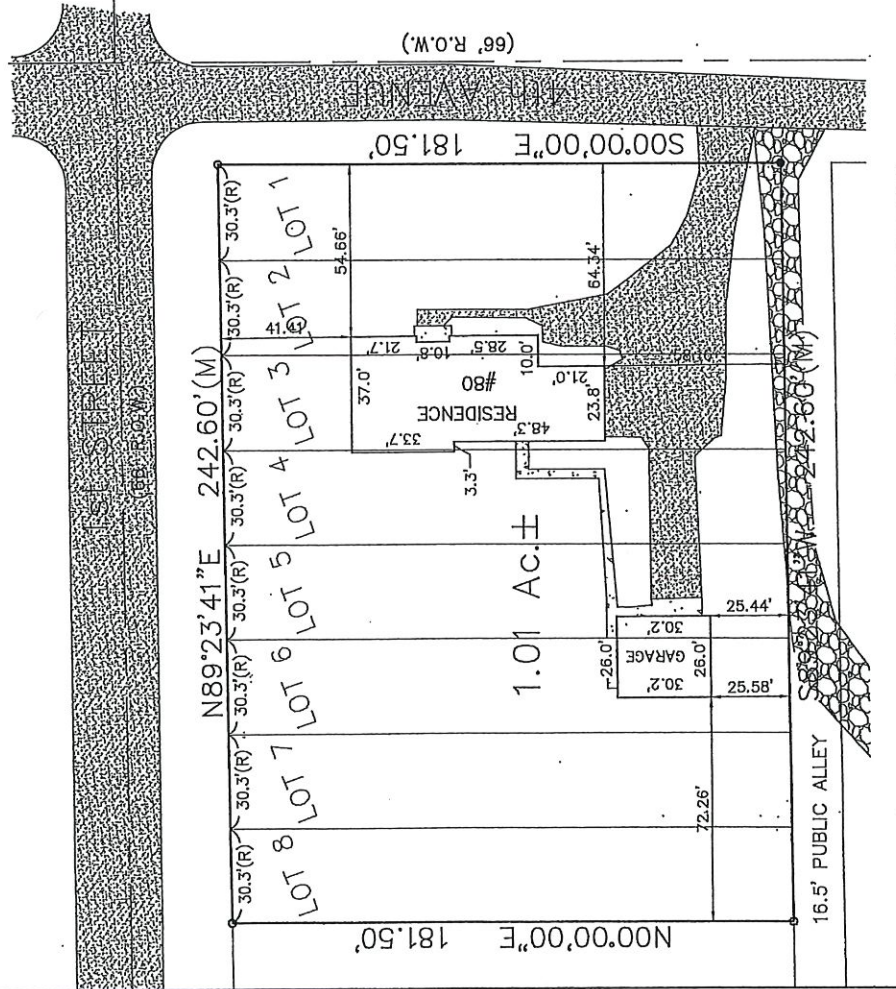 (66' R.O.W.)
4th AVENUE
1St. STREET
N89°23'41"E 242.60'(M)
S00°00'00"E 181.50'
30.3'(R)
30.3'(R)
30.3'(R)
30.3'(R)
30.3'(R)
30.3'(R)
30.3'(R)
30.3'(R)
LOT 1
LOT 2
LOT 3
LOT 4
LOT 5
LOT 6
LOT 7
LOT 8
54.66'
64.34'
41.41
21.7'
10.8'
28.5'
10.0'
21.0'
37.0'
RESIDENCE
#80
23.8'
48.3'
33.7'
3.3'
1.01 Ac.±
25.44'
30.2'
26.0'
GARAGE
26.0'
30.2'
25.58'
72.26'
242.60'(M)
16.5' PUBLIC ALLEY
N00°00'00"E 181.50'